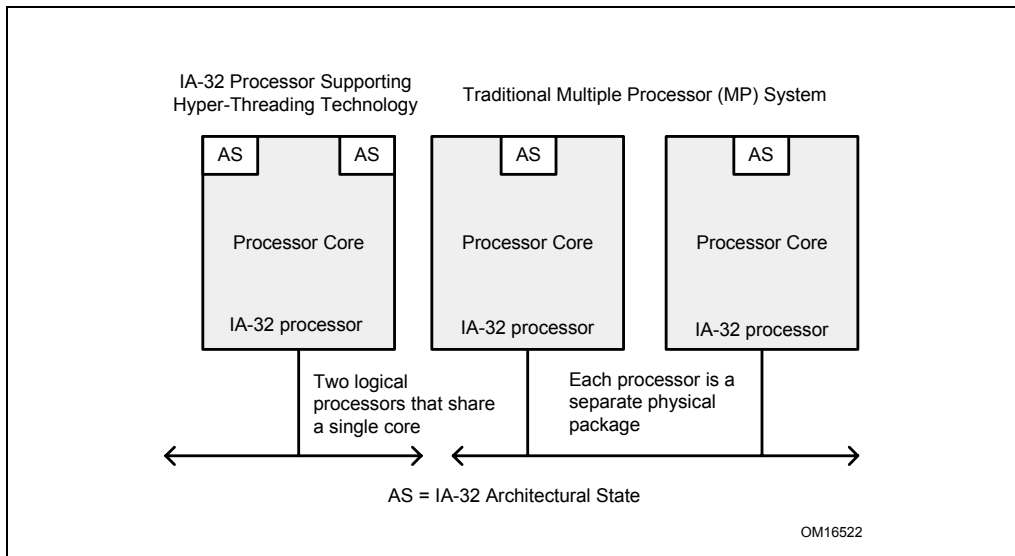 IA-32 Processor Supporting
Hyper-Threading Technology
Traditional Multiple Processor (MP) System
AS
AS
AS
AS
Processor Core
Processor Core
Processor Core
IA-32 processor
IA-32 processor
IA-32 processor
Two logical
processors that share
a single core
Each processor is a
separate physical
package
AS = IA-32 Architectural State
OM16522